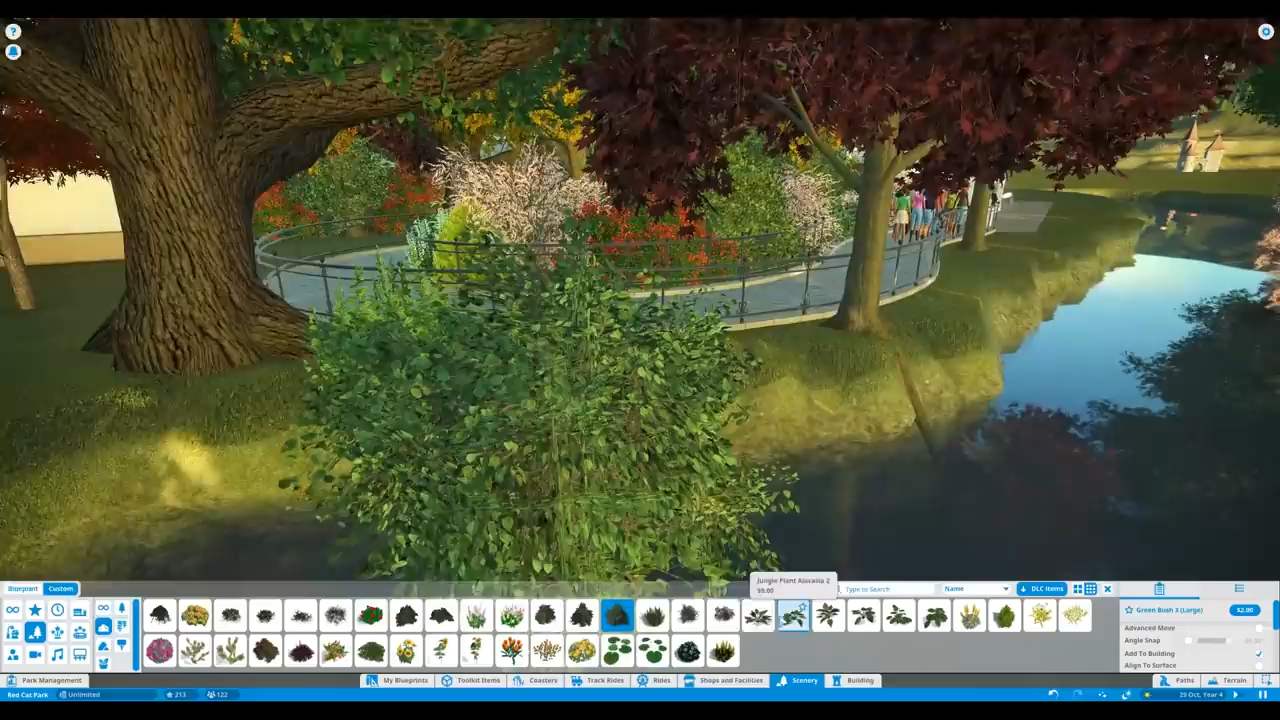 ?
Jungle Plant Alocasia 2
$9.00
Blueprint Custom
Type to Search
Name
DLC Items
Green Bush 3 (Large)
$2.00
Advanced Move
Angle Snap
Add To Building
Align To Surface
Park Management
My Blueprints
Toolkit Items
Coasters
Track Rides
Rides
Shops and Facilities
Scenery
Building
Paths
Terrain
Red Cat Park
Unlimited
213
122
29 Oct, Year 4